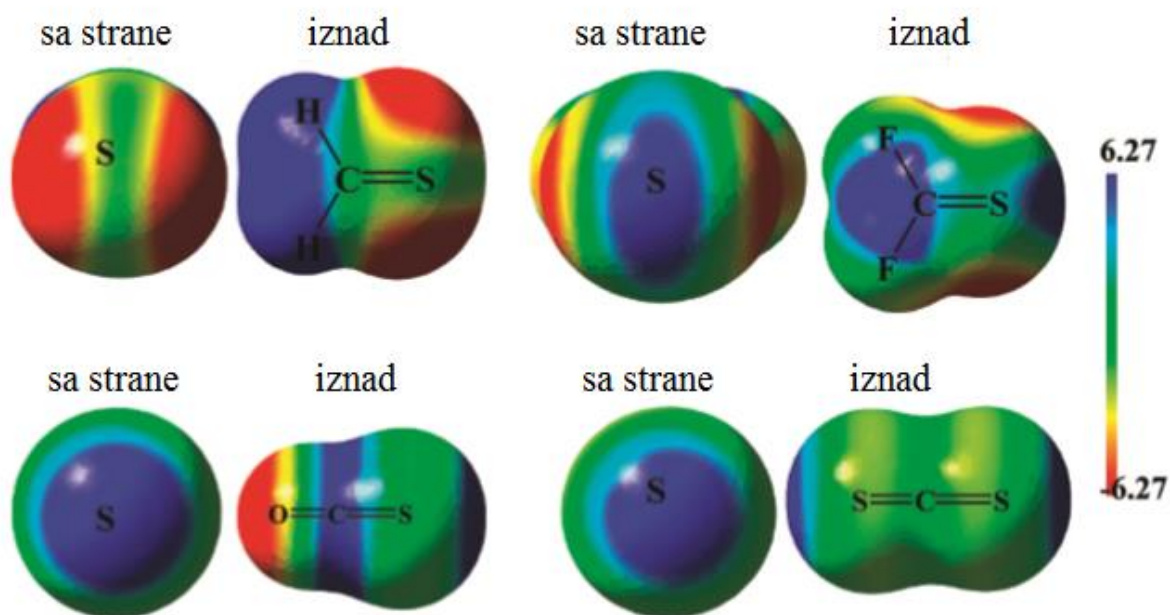 sa strane iznad sa strane iznad
S
H
C=S
H
S
F
C=S
F
6.27
-6.27
sa strane iznad sa strane iznad
S
O=C=S
S
S=C=S